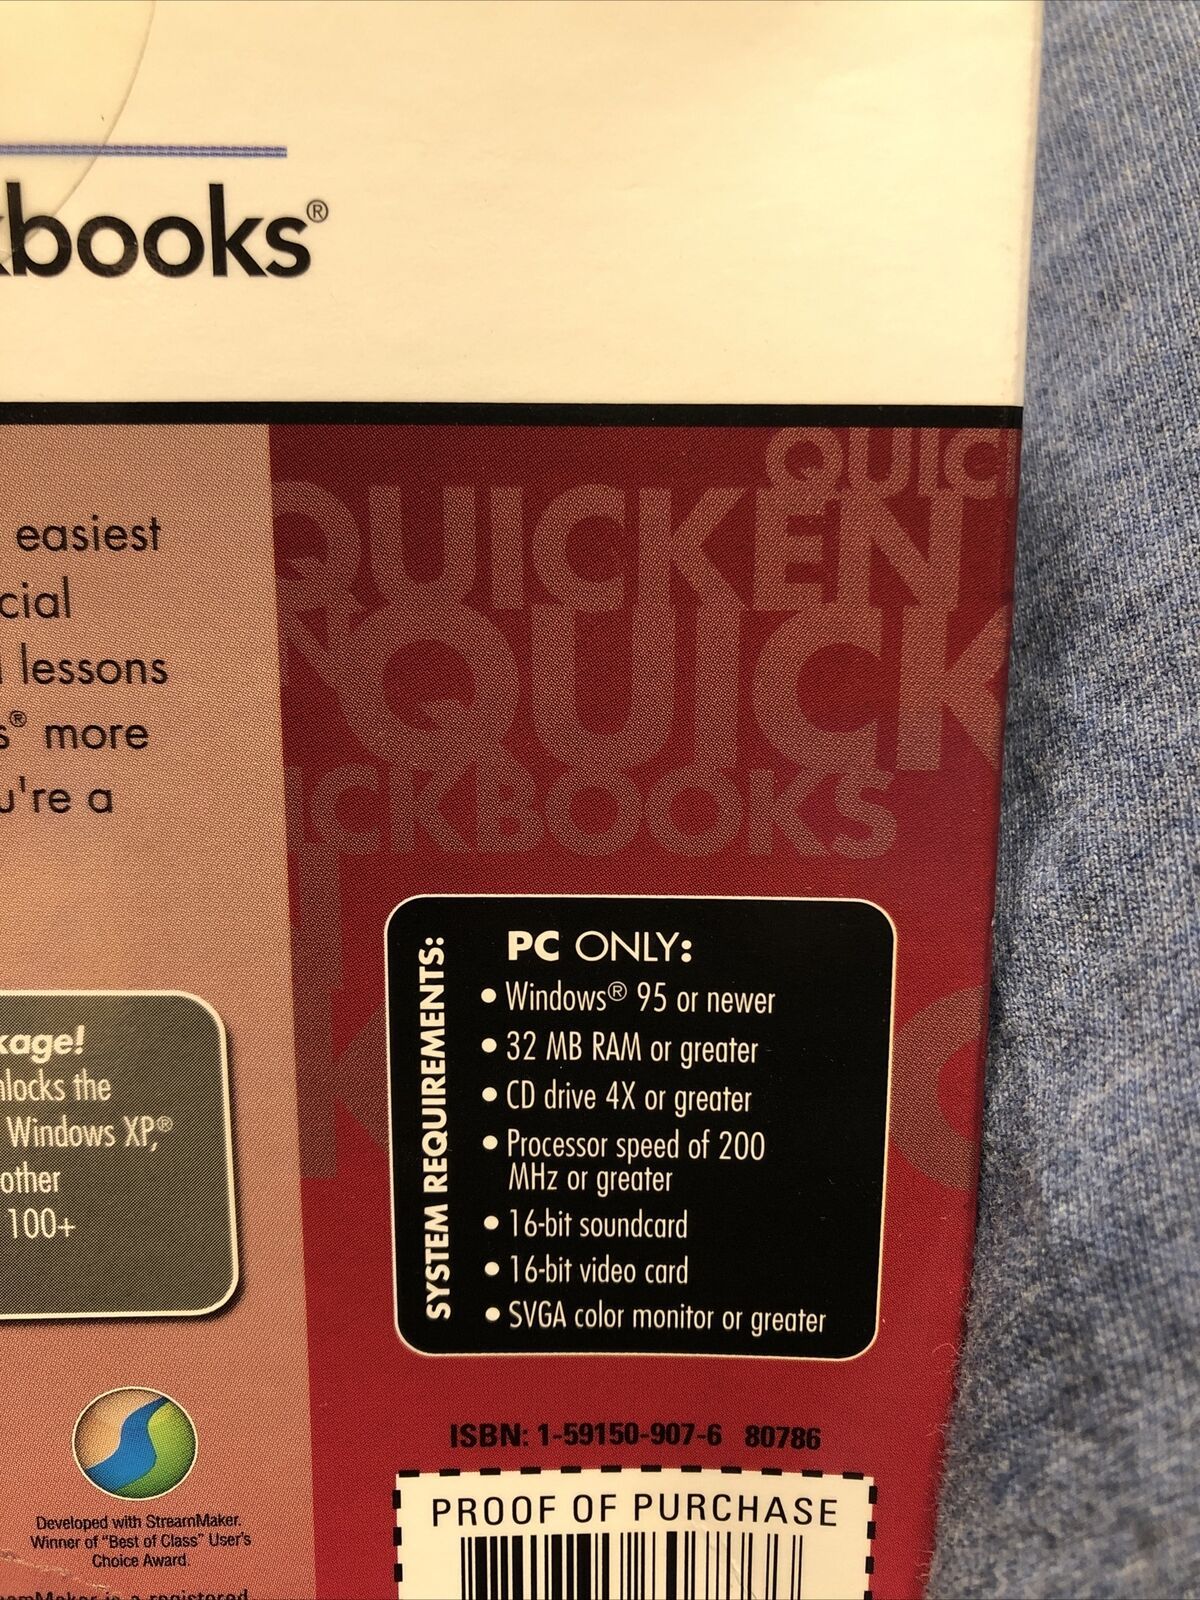 kbooks®
easiest
cial
lessons
s® more
u're a
QUIC
QUICKEN
QUICK
ICKBOOKS
kage!
nlocks the
Windows XP,®
other
100+
SYSTEM REQUIREMENTS:
PC ONLY:
• Windows® 95 or newer
• 32 MB RAM or greater
• CD drive 4X or greater
• Processor speed of 200
MHz or greater
• 16-bit soundcard
• 16-bit video card
• SVGA color monitor or greater
Developed with StreamMaker.
Winner of "Best of Class" User's
Choice Award.
eamMaker is a registered
ISBN: 1-59150-907-6 80786
PROOF OF PURCHASE